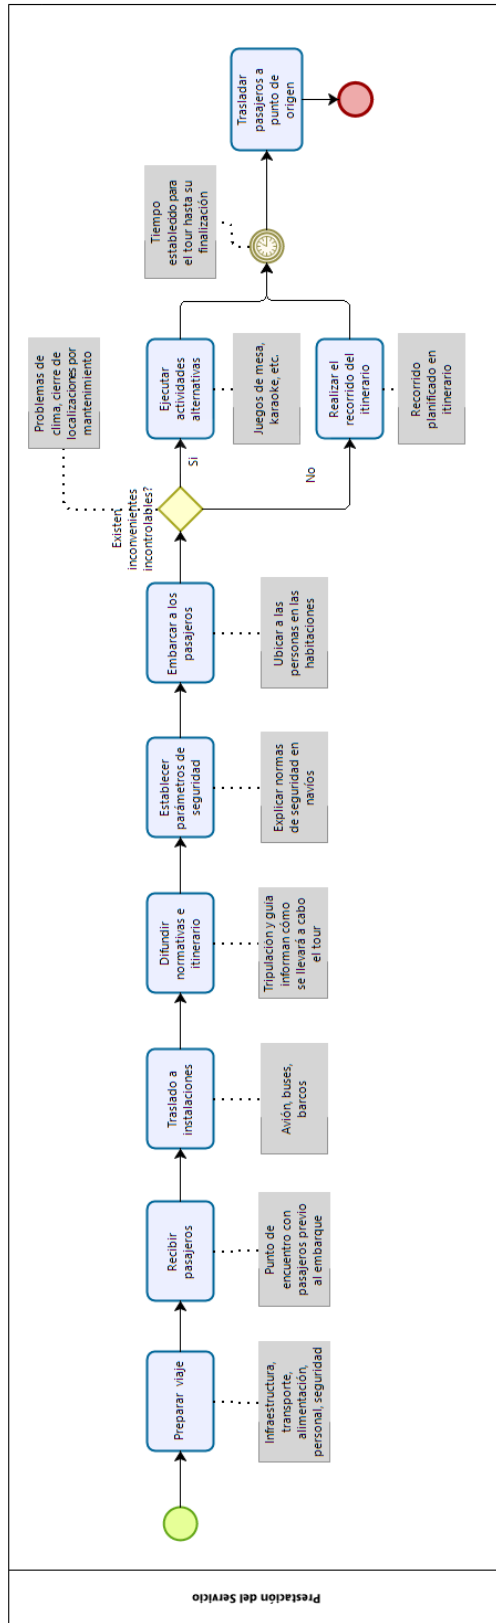 Prestación del Servicio
Preparar viaje
Infraestructura,
transporte,
alimentación,
personal, seguridad
Recibir
pasajeros
Punto de
encuentro con
pasajeros previo
al embarque
Traslado a
instalaciones
Avión, buses,
barcos
Difundir
normativas e
itinerario
Tripulación y guía
informan cómo
se llevará a cabo
el tour
Establecer
parámetros de
seguridad
Explicar normas
de seguridad en
navíos
Embarcar a los
pasajeros
Ubicar a las
personas en las
habitaciones
Existen
inconvenientes
incontrolables?
Problemas de
clima, cierre de
localizaciones por
mantenimiento
Si
No
Ejecutar
actividades
alternativas
Juegos de mesa,
karaoke, etc.
Realizar el
recorrido del
itinerario
Recorrido
planificado en
itinerario
Tiempo
establecido para
el tour hasta su
finalización
Trasladar
pasajeros a
punto de
origen